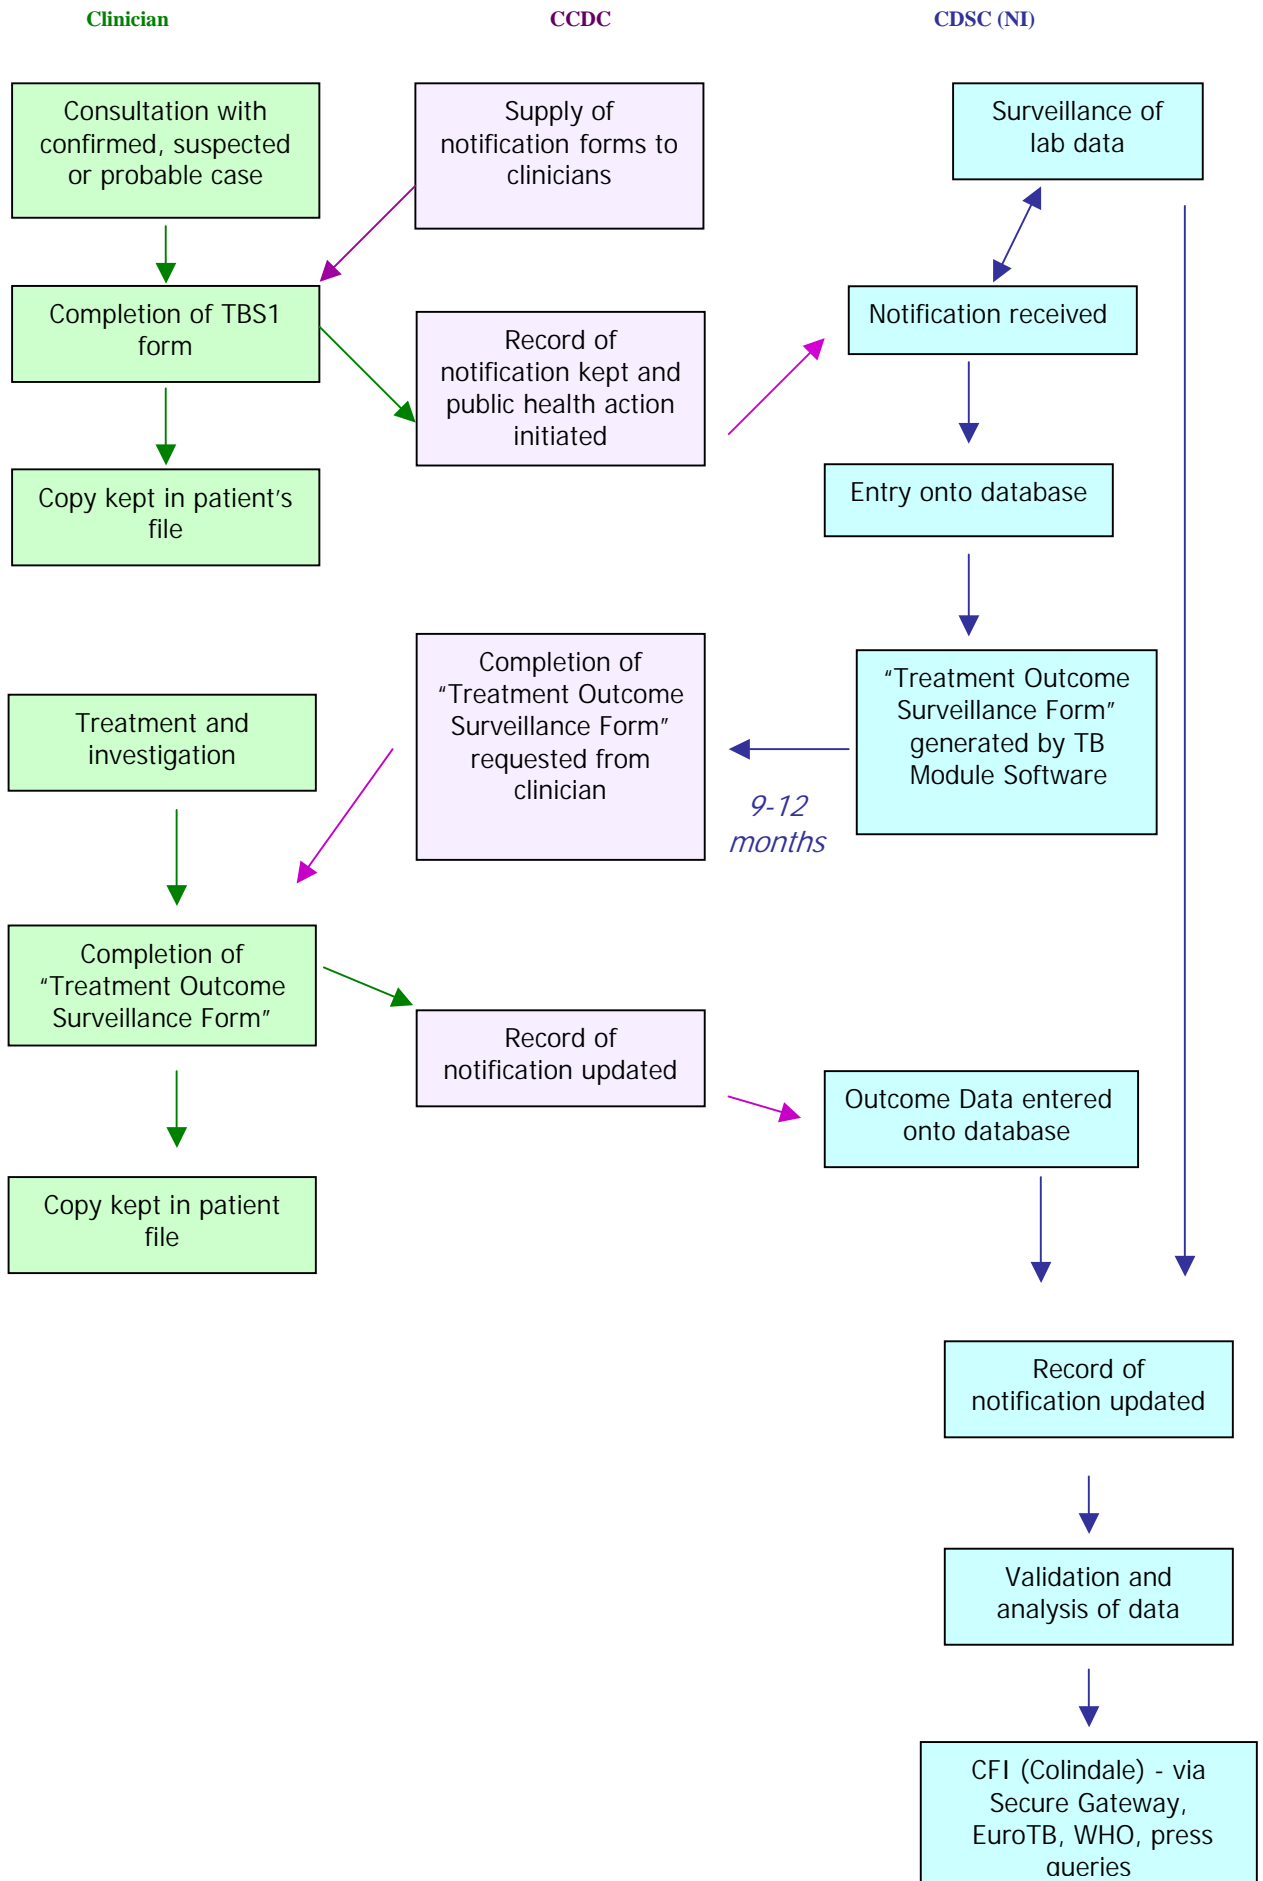 Clinician
CCDC
CDSC (NI)
Consultation with
confirmed, suspected
or probable case
Supply of
notification forms to
clinicians
Surveillance of
lab data
Completion of TBS1
form
Record of
notification kept and
public health action
initiated
Notification received
Copy kept in patient's
file
Entry onto database
Treatment and
investigation
Completion of
“Treatment Outcome
Surveillance Form”
requested from
clinician
“Treatment Outcome
Surveillance Form”
generated by TB
Module Software
9-12
months
Completion of
“Treatment Outcome
Surveillance Form”
Record of
notification updated
Outcome Data entered
onto database
Copy kept in patient
file
Record of
notification updated
Validation and
analysis of data
CFI (Colindale) - via
Secure Gateway,
EuroTB, WHO, press
queries